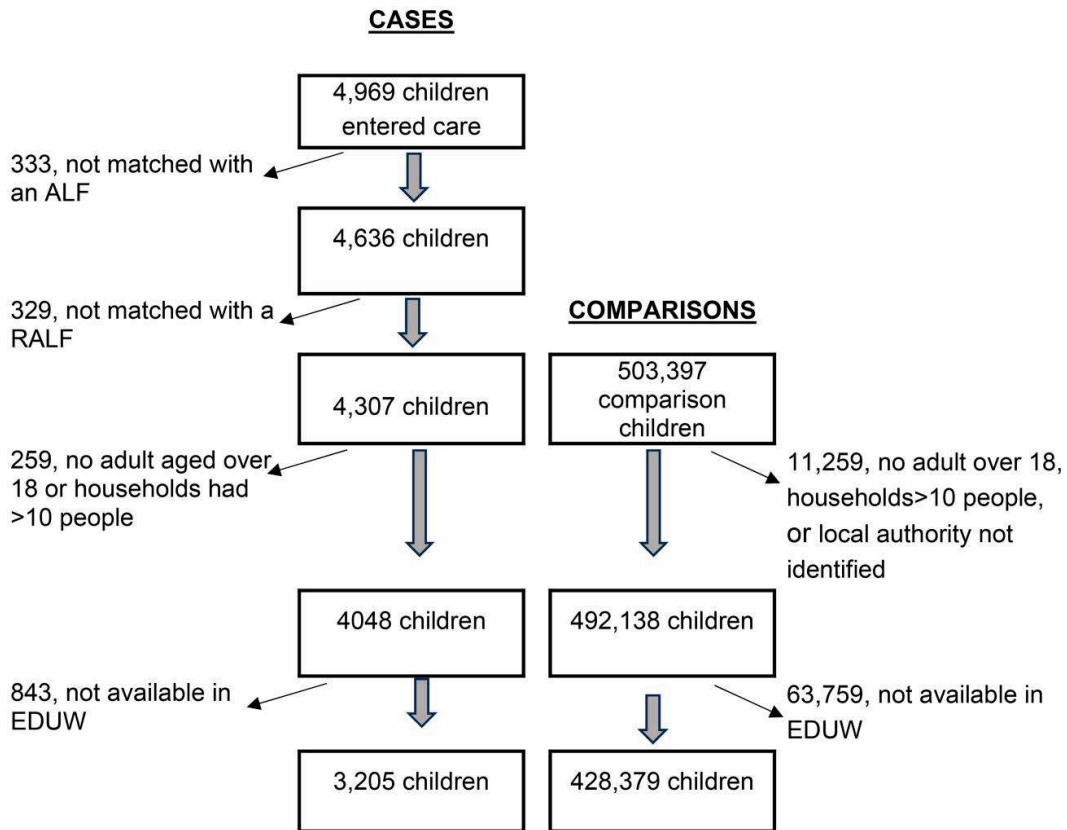 CASES
4,969 children
entered care
333, not matched with
an ALF
4,636 children
329, not matched with a
RALF
COMPARISONS
4,307 children
503,397
comparison
children
259, no adult aged over
18 or households had
>10 people
11,259, no adult over 18,
households>10 people,
or local authority not
identified
4048 children
492,138 children
843, not available in
EDUW
63,759, not available in
EDUW
3,205 children
428,379 children